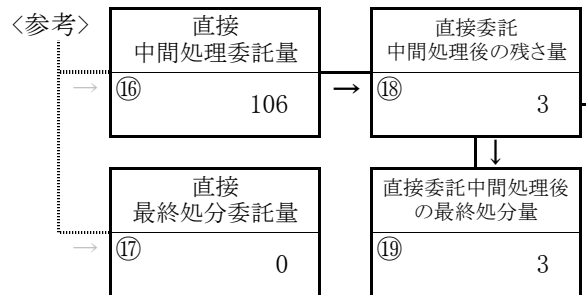 〈参考〉
直接
中間処理委託量
⑯
106
→
→
直接委託
中間処理後の残さ量
⑱
3
↓
直接
最終処分委託量
⑰
0
→
直接委託中間処理後
の最終処分量
⑲
3